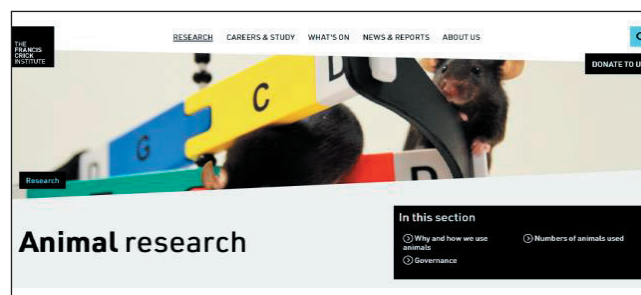 THE
FRANCIS
CRICK
INSTITUTE
RESEARCH CAREERS & STUDY WHAT'S ON NEWS & REPORTS ABOUT US
DONATE TO U
C
D
G
D
D
Research
Animal research
In this section
Why and how we use animals
Numbers of animals used
Governance